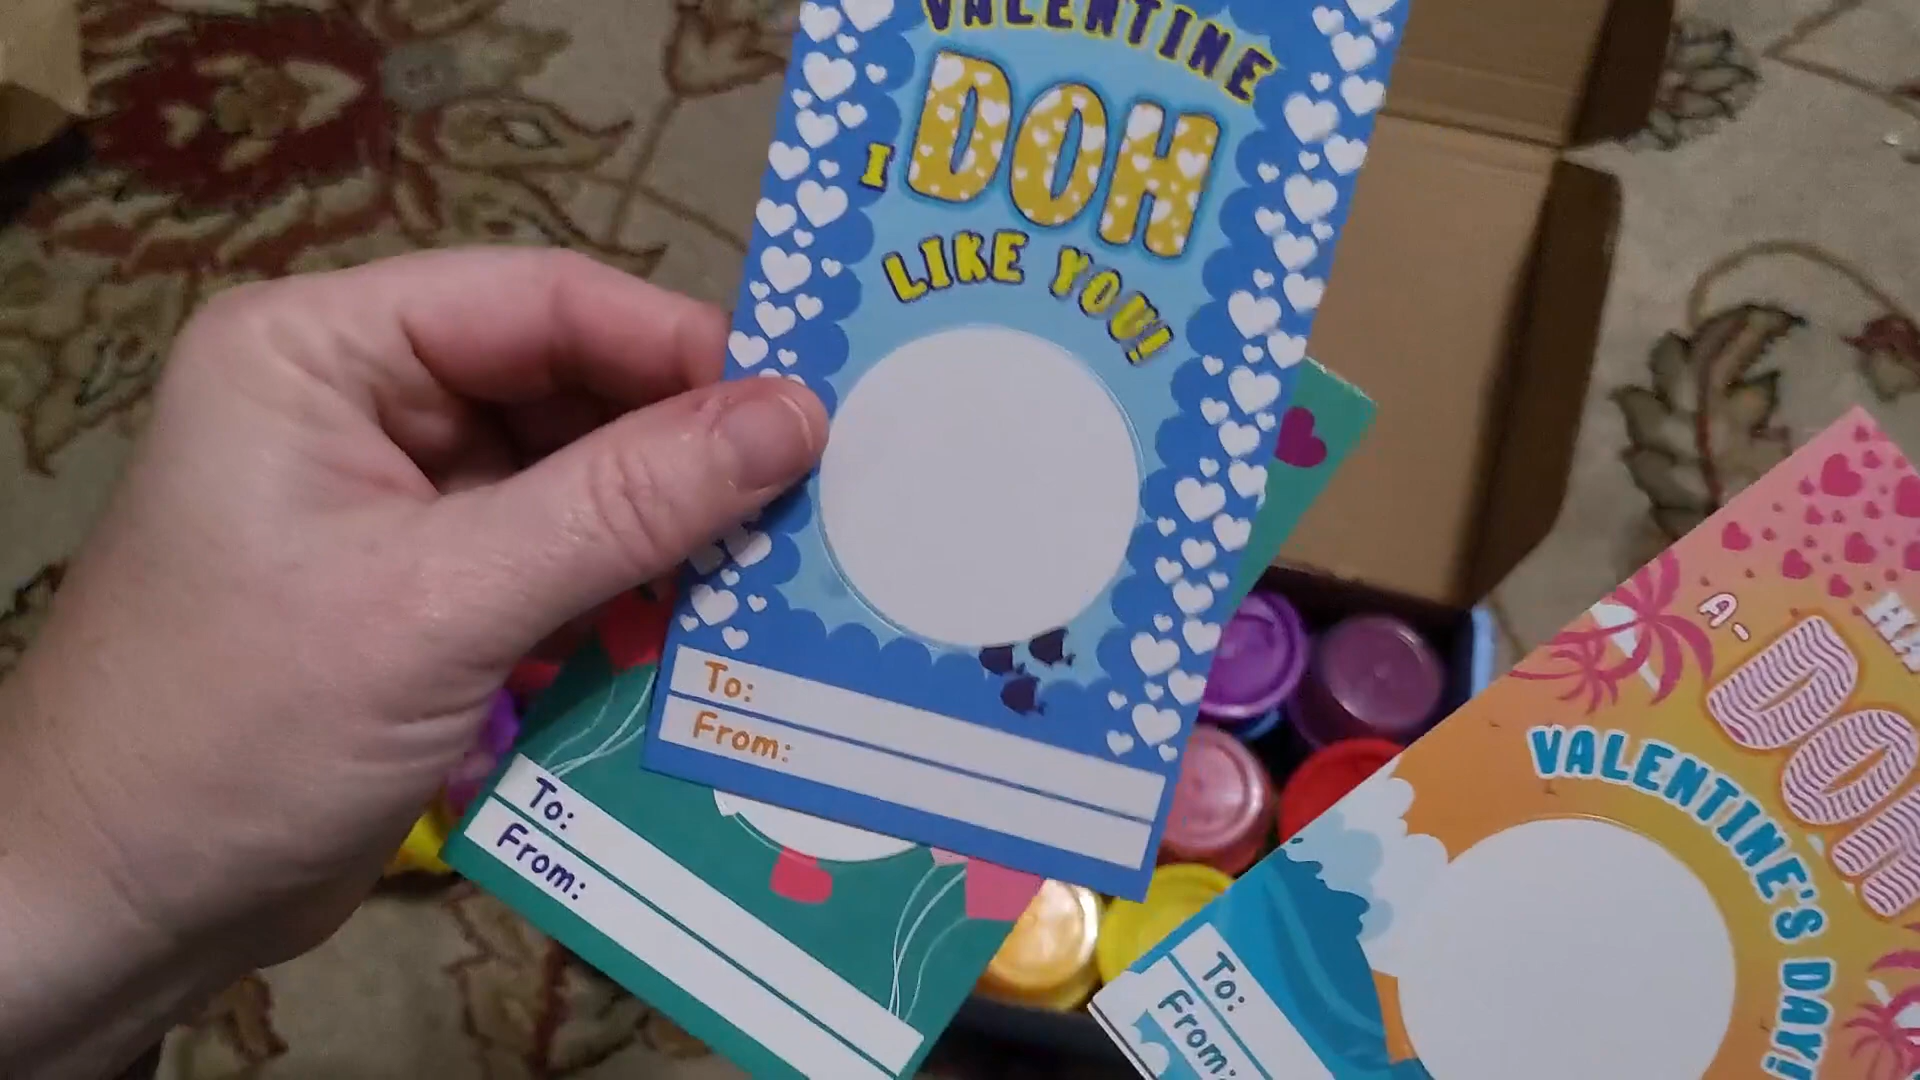 VALENTINE
I DOH
LIKE YOU!
To:
From:
To:
From:
A-DOH
VALENTINE'S DAY!
To:
From: